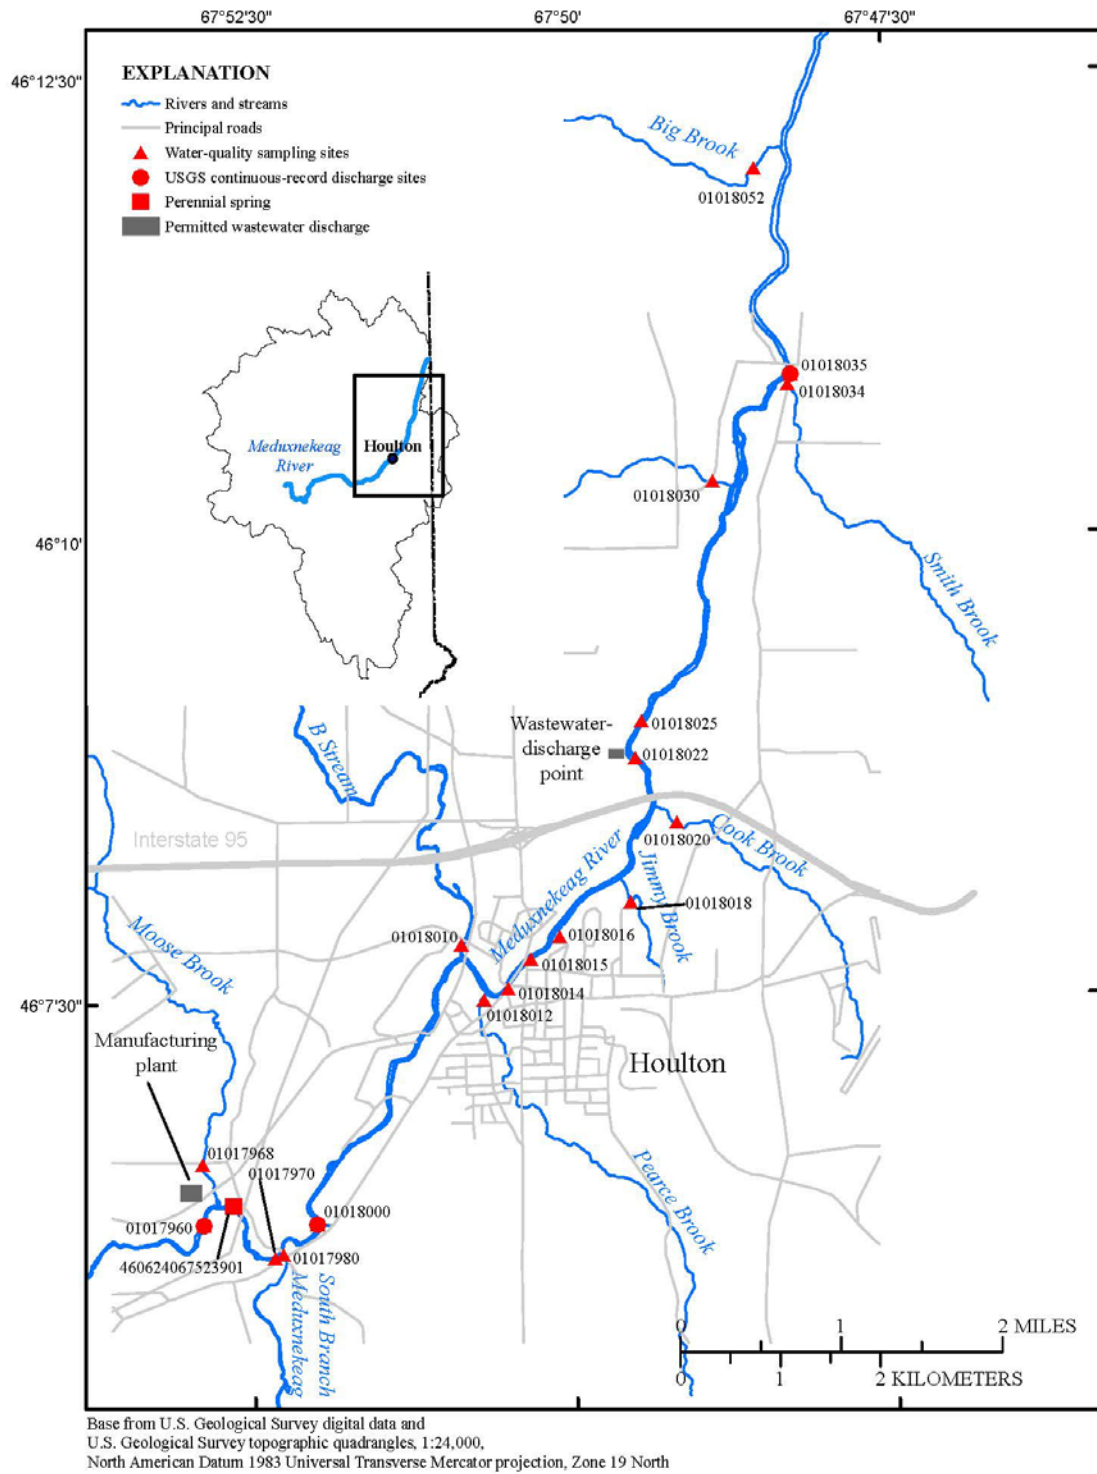 67°52'30"
67°50'
67°47'30"
46°12'30"
EXPLANATION
Rivers and streams
Principal roads
Water-quality sampling sites
USGS continuous-record discharge sites
Perennial spring
Permitted wastewater discharge
Big Brook
01018052
Meduxnekeag
River
Houlton
01018035
01018034
01018030
46°10'
Smith Brook
Wastewater-
discharge
point
01018025
01018022
B Stream
Interstate 95
01018020
Cook Brook
Meduxnekeag River
Jimmy Brook
01018018
01018010
01018016
01018015
01018014
01018012
Moose Brook
46°7'30"
Manufacturing
plant
Houlton
01017968
01017970
01018000
01017960
460624067523901
01017980
South Branch
Meduxnekeag
Pearce Brook
0 1 2 MILES
0 1 2 KILOMETERS
Base from U.S. Geological Survey digital data and
U.S. Geological Survey topographic quadrangles, 1:24,000,
North American Datum 1983 Universal Transverse Mercator projection, Zone 19 North